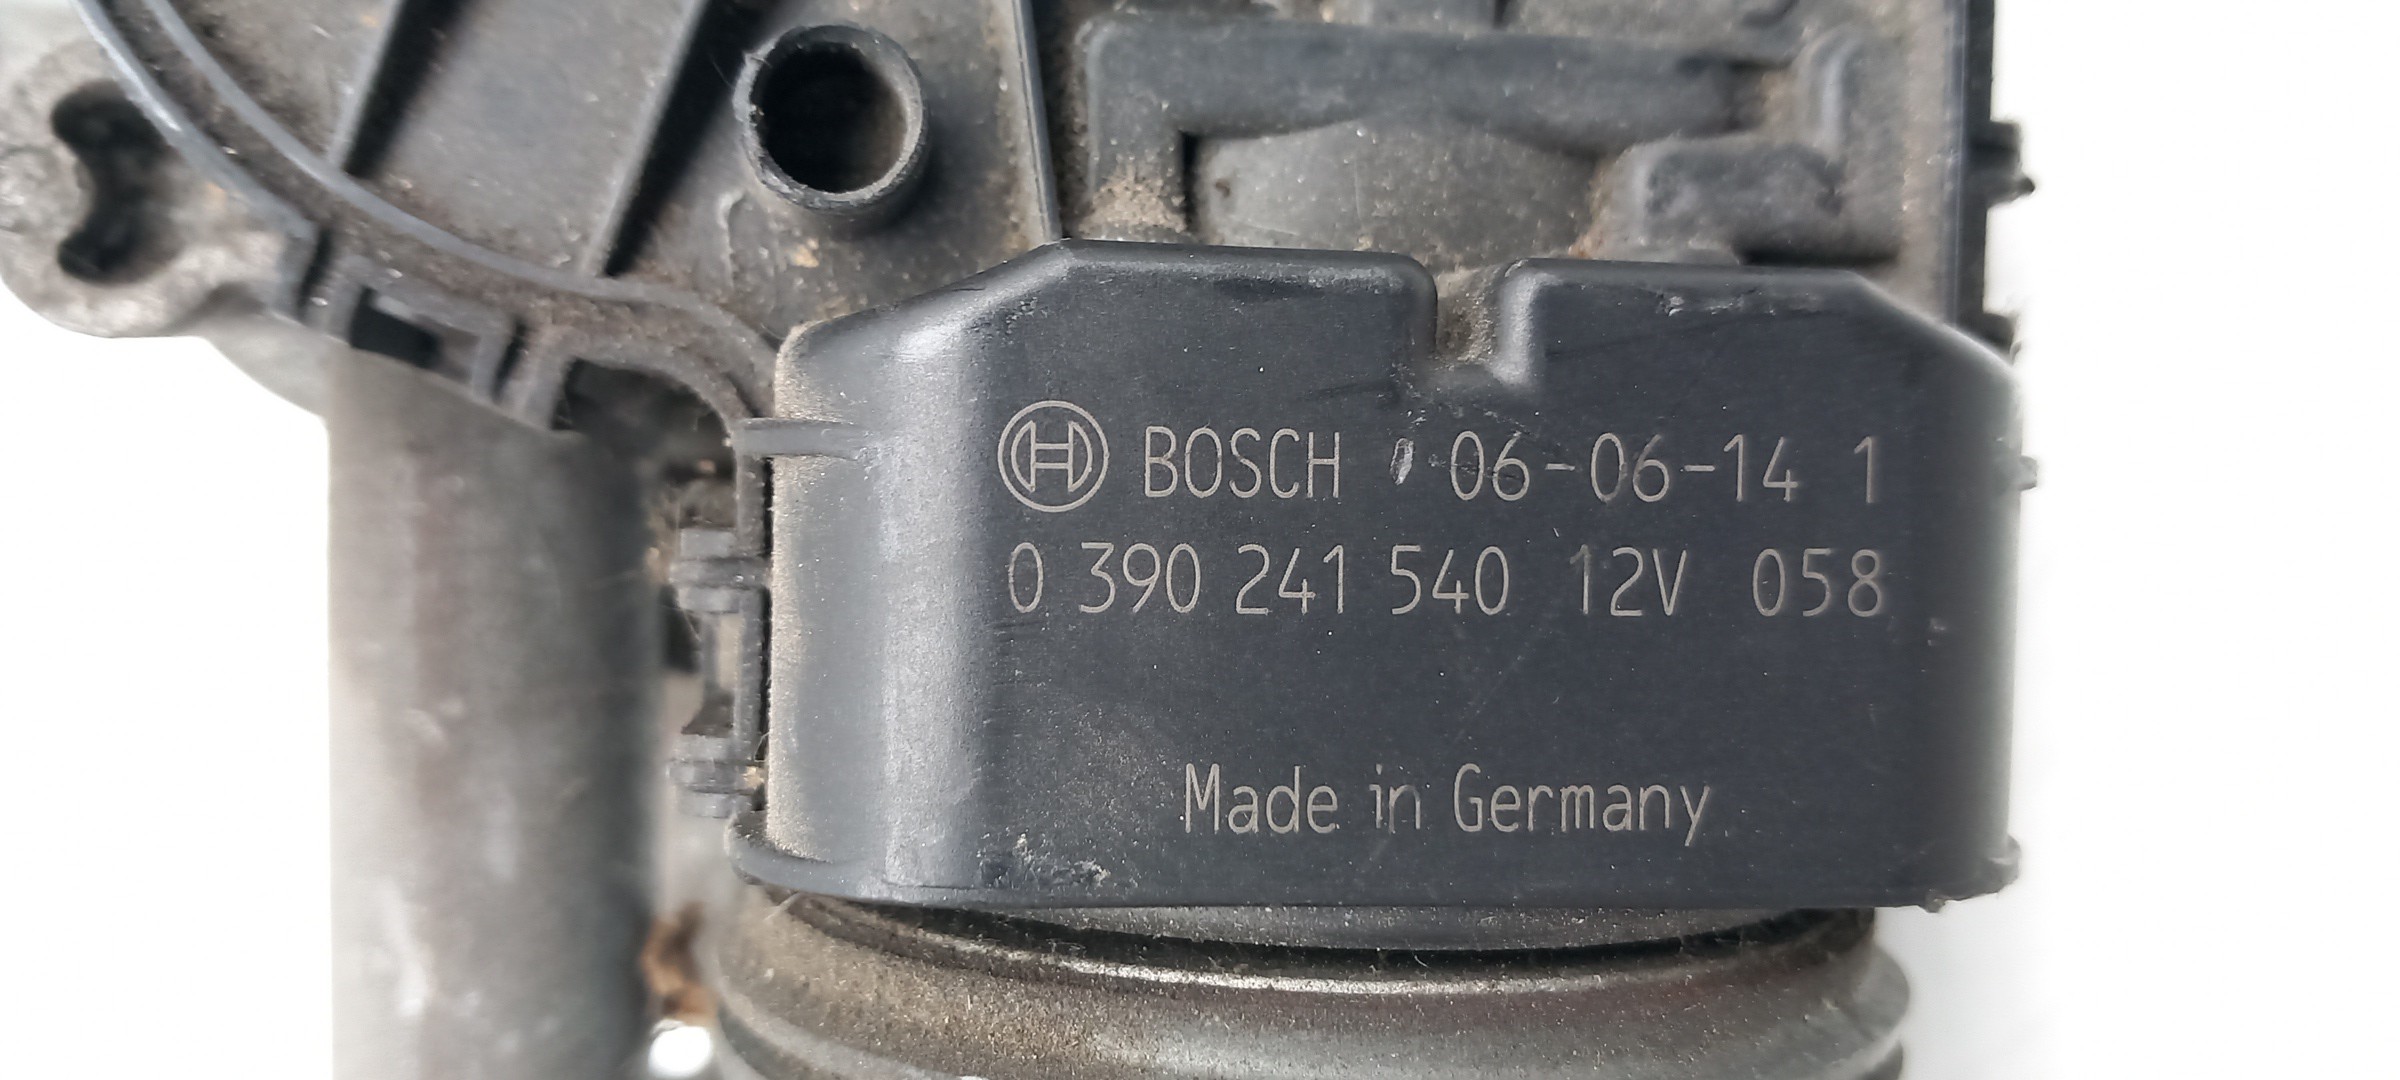 BOSCH 06-06-14 1
0 390 241 540 12V 058
Made in Germany